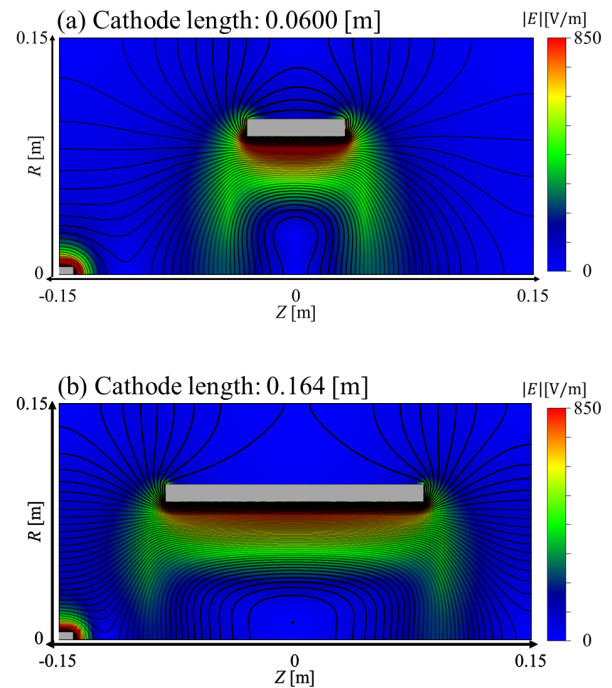 (a) Cathode length: 0.0600 [m]
|E|[V/m]
0.15
850
R [m]
0
0
-0.15
0
0.15
Z [m]
(b) Cathode length: 0.164 [m]
|E|[V/m]
0.15
850
R [m]
0
0
-0.15
0
0.15
Z [m]